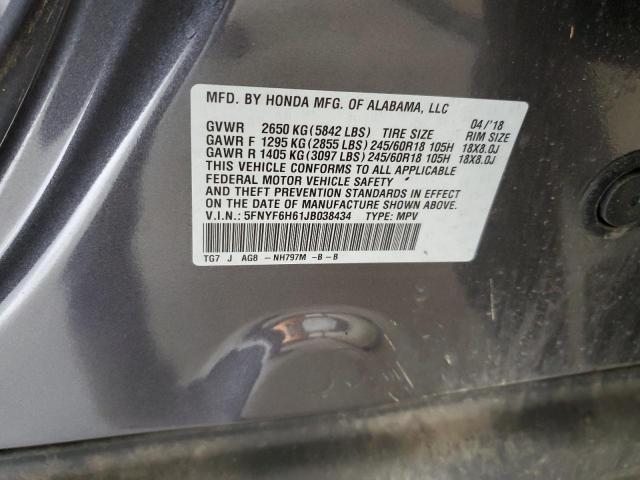 MFD. BY HONDA MFG. OF ALABAMA, LLC
04/'18
GVWR 2650 KG (5842 LBS) TIRE SIZE RIM SIZE
GAWR F 1295 KG (2855 LBS) 245/60R18 105H 18X8.0J
GAWR R 1405 KG (3097 LBS) 245/60R18 105H 18X8.0J
THIS VEHICLE CONFORMS TO ALL APPLICABLE
FEDERAL MOTOR VEHICLE SAFETY
AND THEFT PREVENTION STANDARDS IN EFFECT
ON THE DATE OF MANUFACTURE SHOWN ABOVE.
V.I.N.: 5FNYF6H61JB038434 TYPE: MPV
TG7 J AG8 -NH797M -B-B